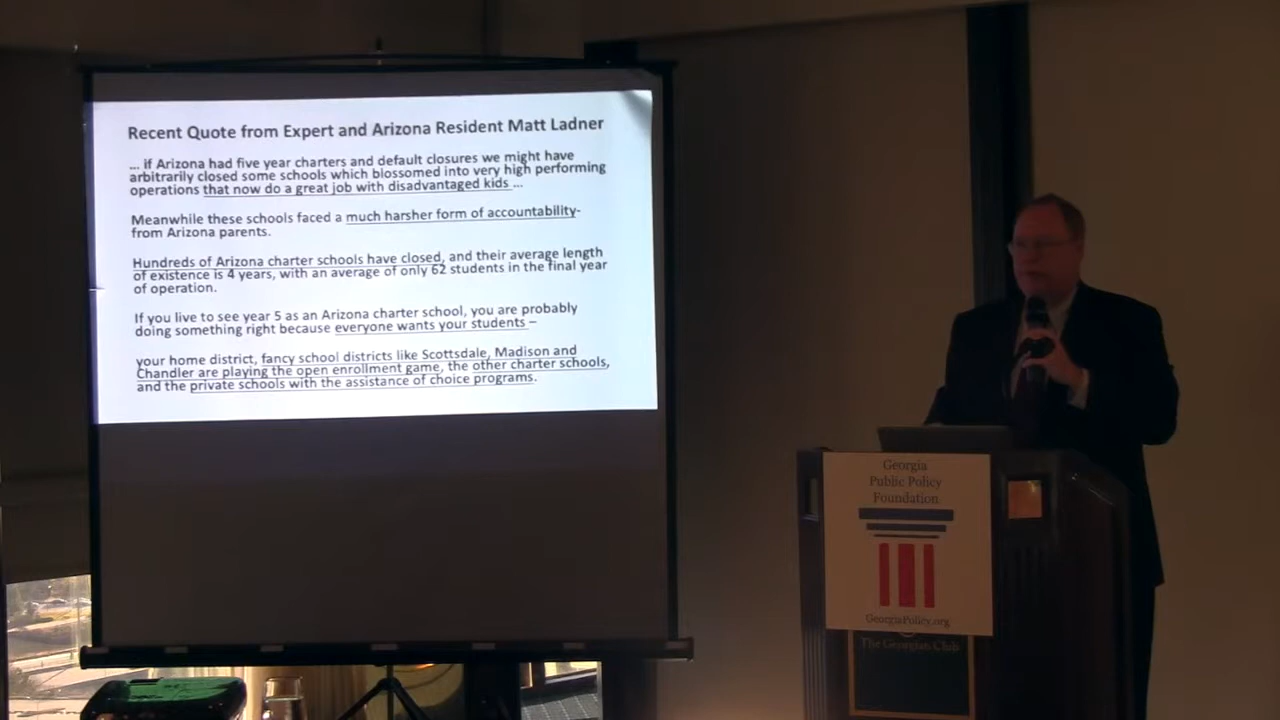 Recent Quote from Expert and Arizona Resident Matt Ladner
... if Arizona had five year charters and default closures we might have
arbitrarily closed some schools which blossomed into very high performing
operations that now do a great job with disadvantaged kids ...
Meanwhile these schools faced a much harsher form of accountability-
from Arizona parents.
Hundreds of Arizona charter schools have closed, and their average length
of existence is 4 years, with an average of only 62 students in the final year
of operation.
If you live to see year 5 as an Arizona charter school, you are probably
doing something right because everyone wants your students –
your home district, fancy school districts like Scottsdale, Madison and
Chandler are playing the open enrollment game, the other charter schools,
and the private schools with the assistance of choice programs.
Georgia
Public Policy
Foundation
GeorgiaPolicy.org
The Georgian Club